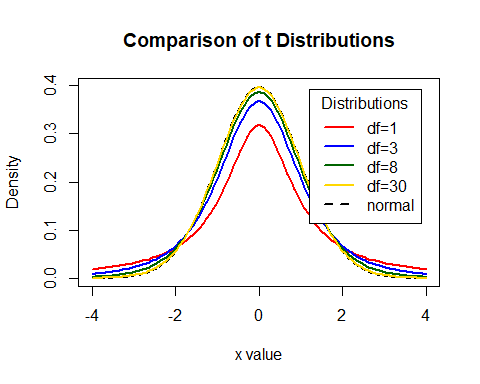 Comparison of t Distributions
Density
0.0
0.1
0.2
0.3
0.4
Distributions
df=1
df=3
df=8
df=30
normal
-4
-2
0
2
4
x value